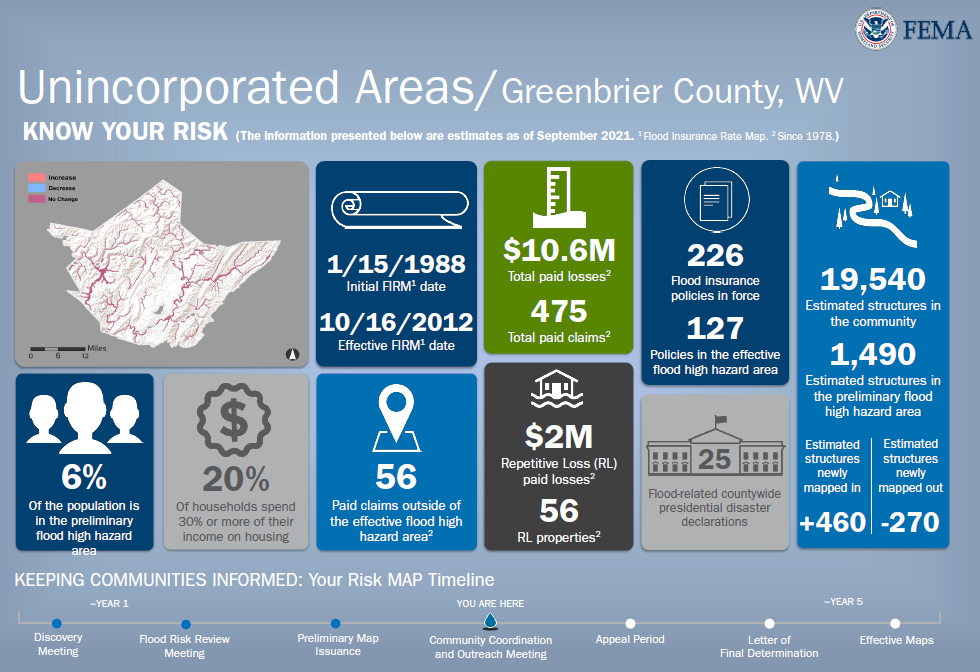 FEMA
Unincorporated Areas/Greenbrier County, WV
KNOW YOUR RISK (The information presented below are estimates as of September 2021. ¹Flood Insurance Rate Map. ²Since 1978.)
Increase
Decrease
No Change
Miles
0 6 12
1/15/1988
Initial FIRM¹ date
10/16/2012
Effective FIRM¹ date
$10.6M
Total paid losses²
475
Total paid claims²
226
Flood insurance
policies in force
127
Policies in the effective
flood high hazard area
19,540
Estimated structures in
the community
1,490
Estimated structures in
the preliminary flood
high hazard area
Estimated
structures
newly
mapped in
+460
Estimated
structures
newly
mapped out
-270
6%
Of the population is
in the preliminary
flood high hazard
area
$
20%
Of households spend
30% or more of their
income on housing
56
Paid claims outside of
the effective flood high
hazard area²
$2M
Repetitive Loss (RL)
paid losses²
56
RL properties²
25
Flood-related countywide
presidential disaster
declarations
KEEPING COMMUNITIES INFORMED: Your Risk MAP Timeline
~YEAR 1
YOU ARE HERE
~YEAR 5
Discovery
Meeting
Flood Risk Review
Meeting
Preliminary Map
Issuance
Community Coordination
and Outreach Meeting
Appeal Period
Letter of
Final Determination
Effective Maps